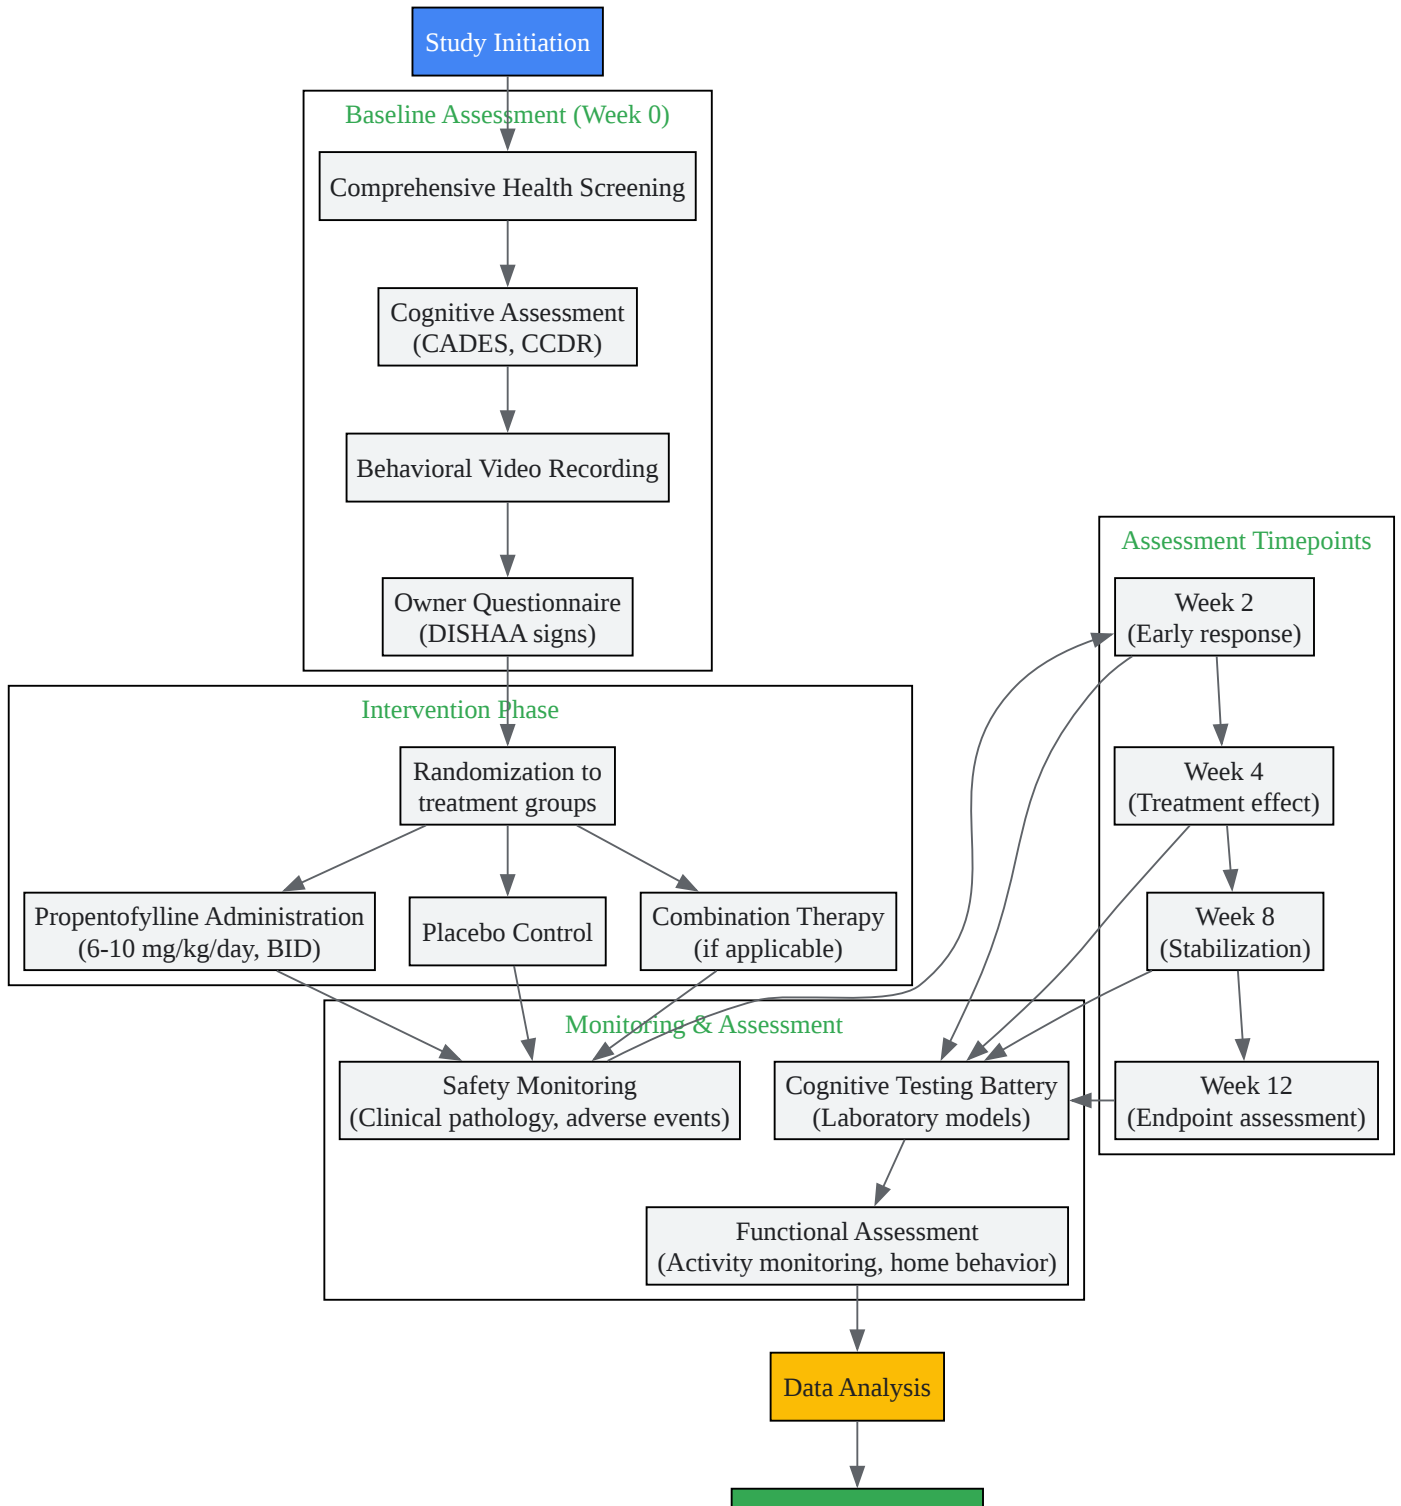 Study Initiation
Baseline Assessment (Week 0)
Comprehensive Health Screening
Cognitive Assessment
(CADES, CCDR)
Behavioral Video Recording
Owner Questionnaire
(DISHAA signs)
Intervention Phase
Randomization to
treatment groups
Propentofylline Administration
(6-10 mg/kg/day, BID)
Placebo Control
Combination Therapy
(if applicable)
Assessment Timepoints
Week 2
(Early response)
Week 4
(Treatment effect)
Week 8
(Stabilization)
Week 12
(Endpoint assessment)
Monitoring & Assessment
Safety Monitoring
(Clinical pathology, adverse events)
Cognitive Testing Battery
(Laboratory models)
Functional Assessment
(Activity monitoring, home behavior)
Data Analysis